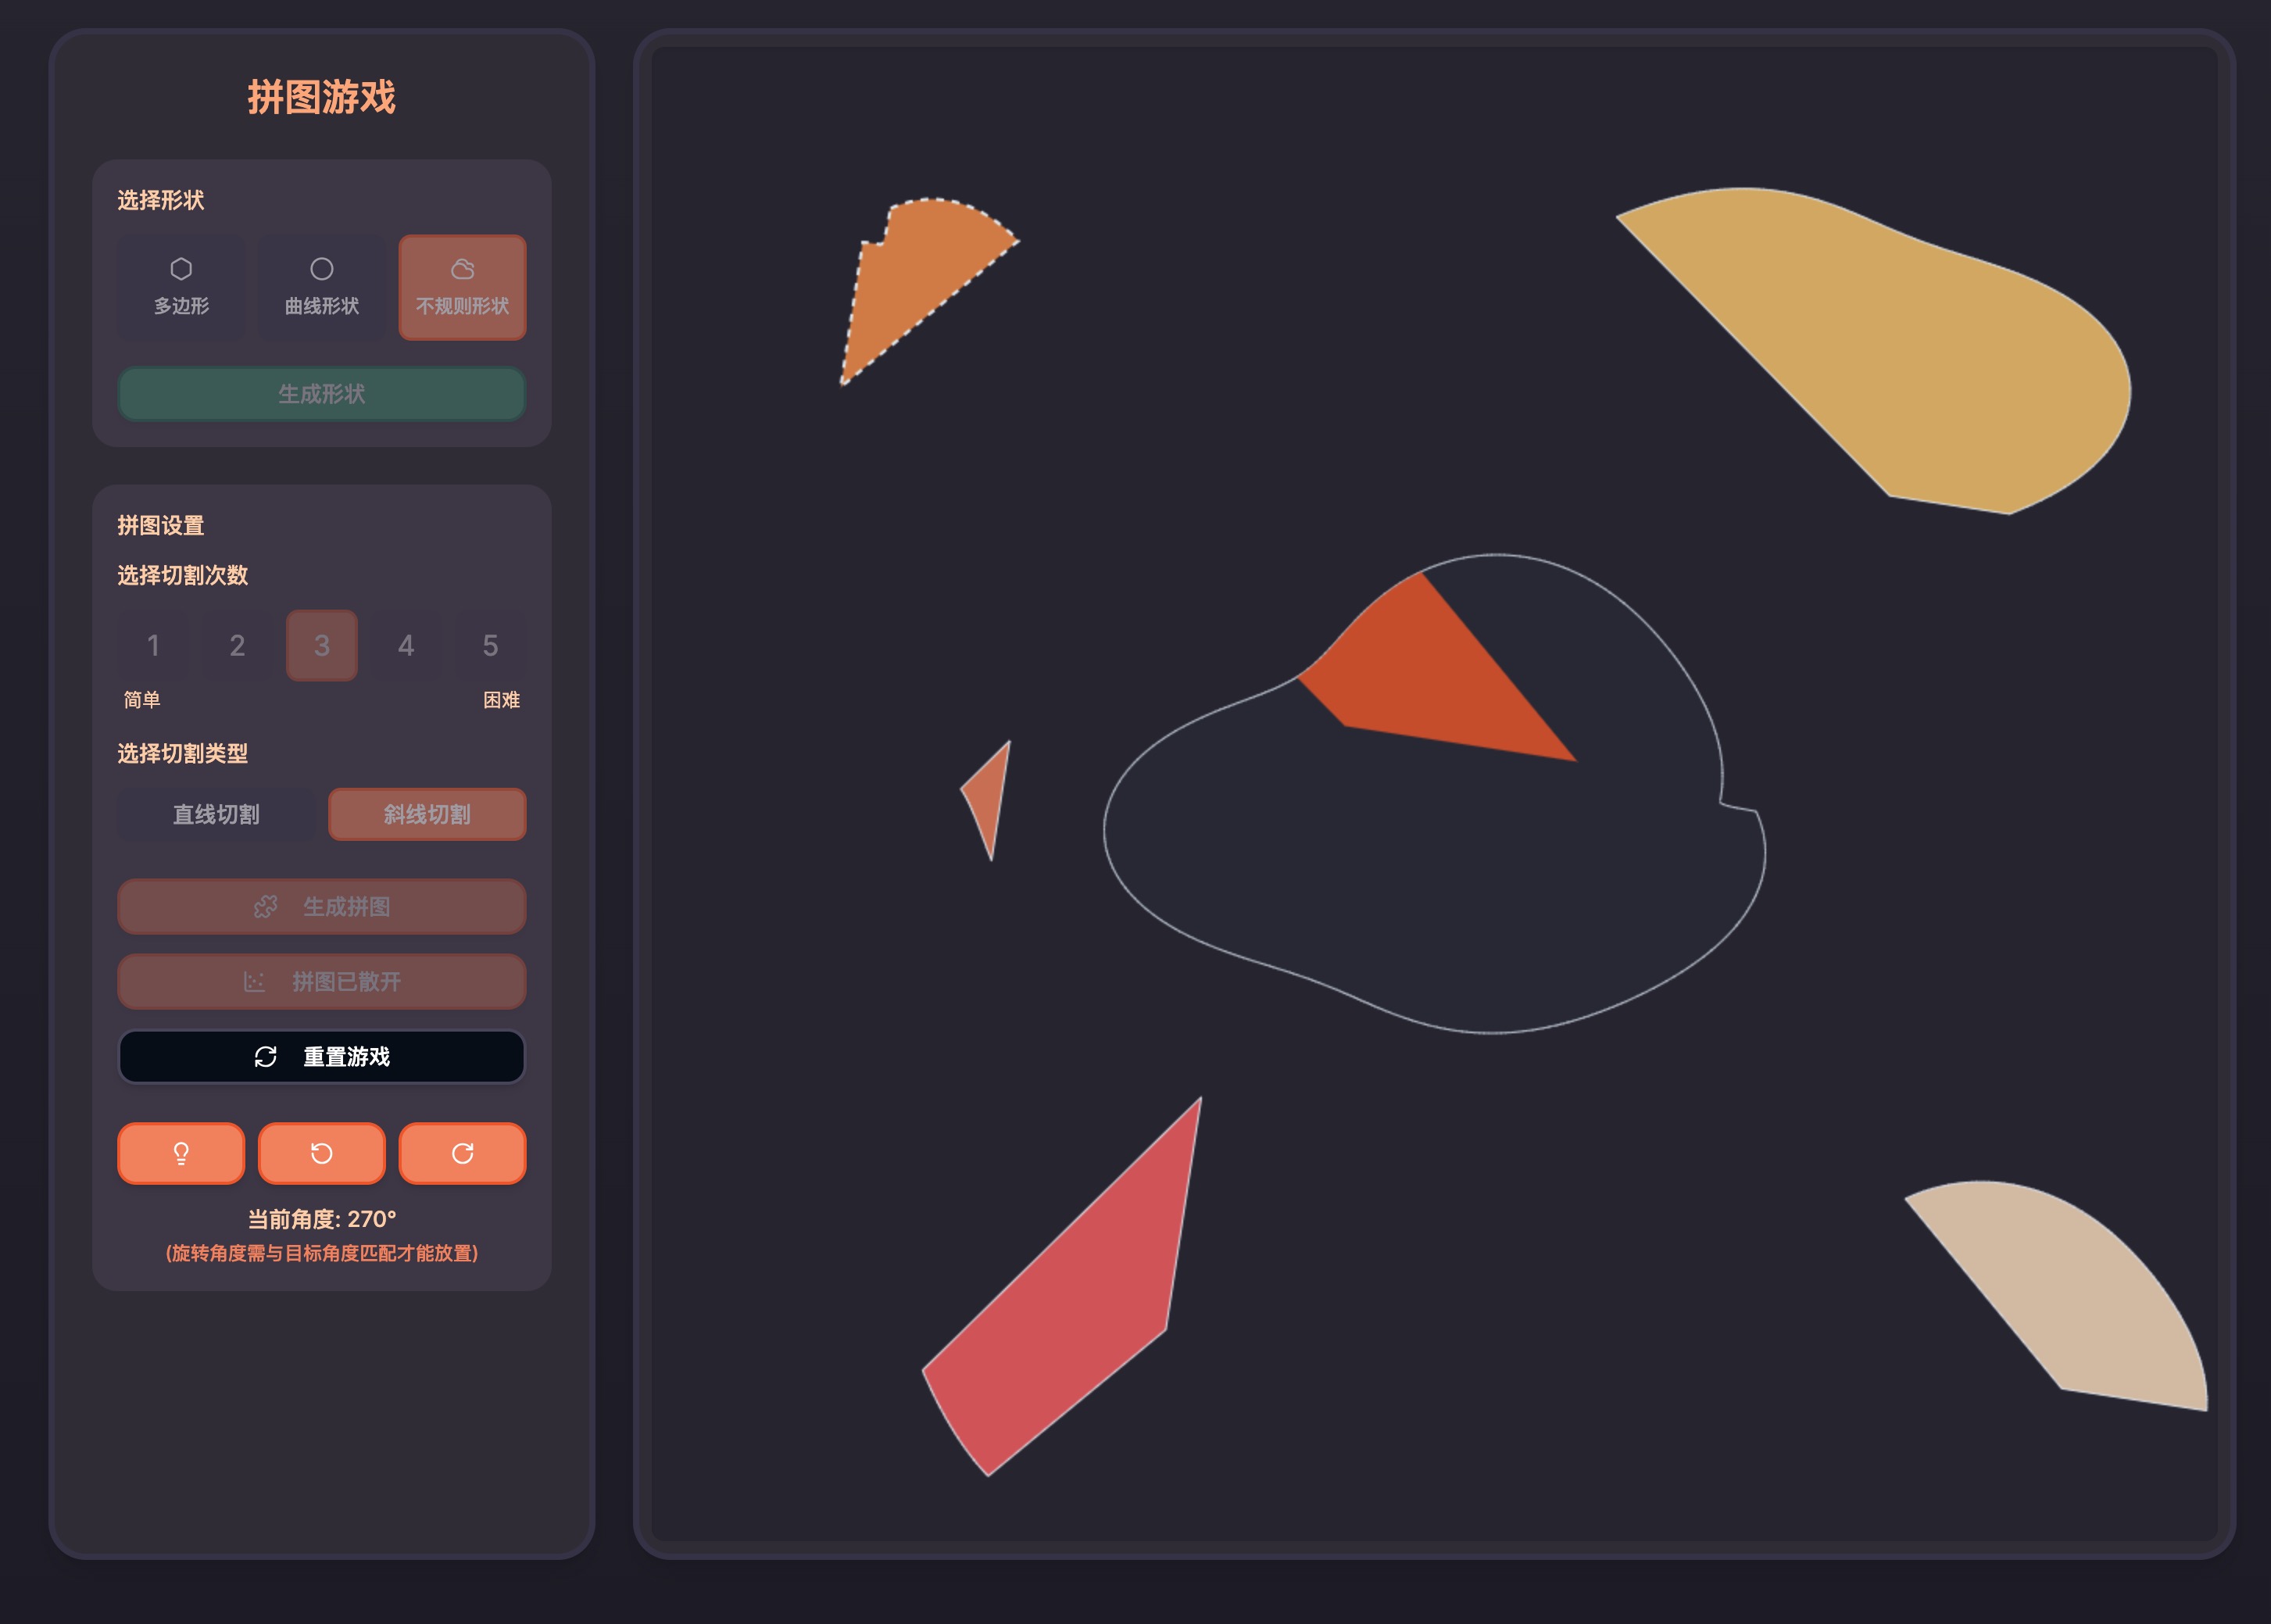 拼图游戏
选择形状
多边形
曲线形状
不规则形状
生成形状
拼图设置
选择切割次数
1 2 3 4 5
简单 困难
选择切割类型
直线切割 斜线切割
生成拼图
拼图已散开
重置游戏
当前角度: 270°
(旋转角度需与目标角度匹配才能放置)